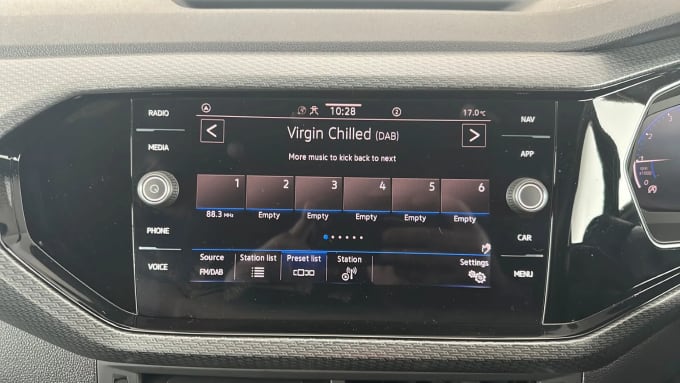 RADIO
MEDIA
PHONE
VOICE
10:28
2
17.0°C
Virgin Chilled (DAB)
More music to kick back to next
1 2 3 4 5 6
88.3 MHz Empty Empty Empty Empty Empty
Source Station list Preset list Station Settings
FM/DAB
NAV
APP
CAR
MENU